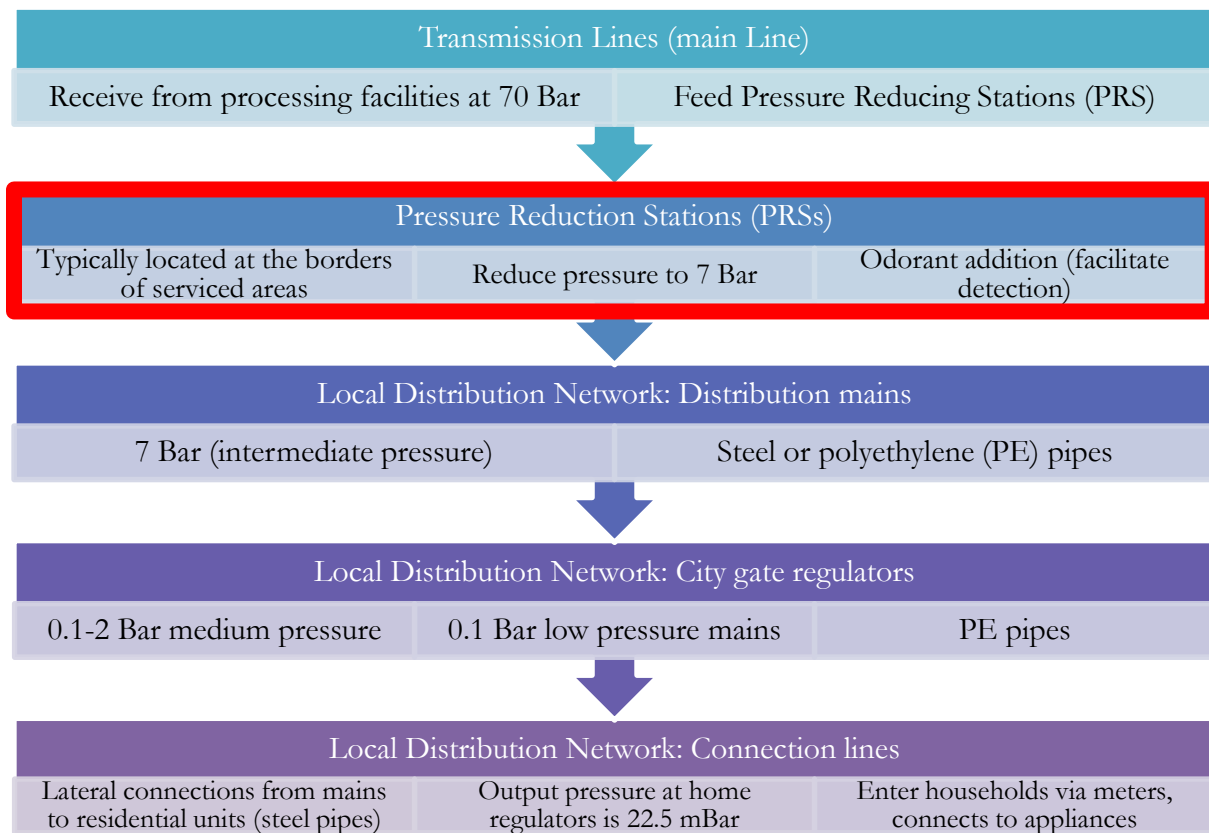 Transmission Lines (main Line)
Receive from processing facilities at 70 Bar
Feed Pressure Reducing Stations (PRS)
Pressure Reduction Stations (PRSs)
Typically located at the borders
of serviced areas
Reduce pressure to 7 Bar
Odorant addition (facilitate
detection)
Local Distribution Network: Distribution mains
7 Bar (intermediate pressure)
Steel or polyethylene (PE) pipes
Local Distribution Network: City gate regulators
0.1-2 Bar medium pressure
0.1 Bar low pressure mains
PE pipes
Local Distribution Network: Connection lines
Lateral connections from mains
to residential units (steel pipes)
Output pressure at home
regulators is 22.5 mBar
Enter households via meters,
connects to appliances